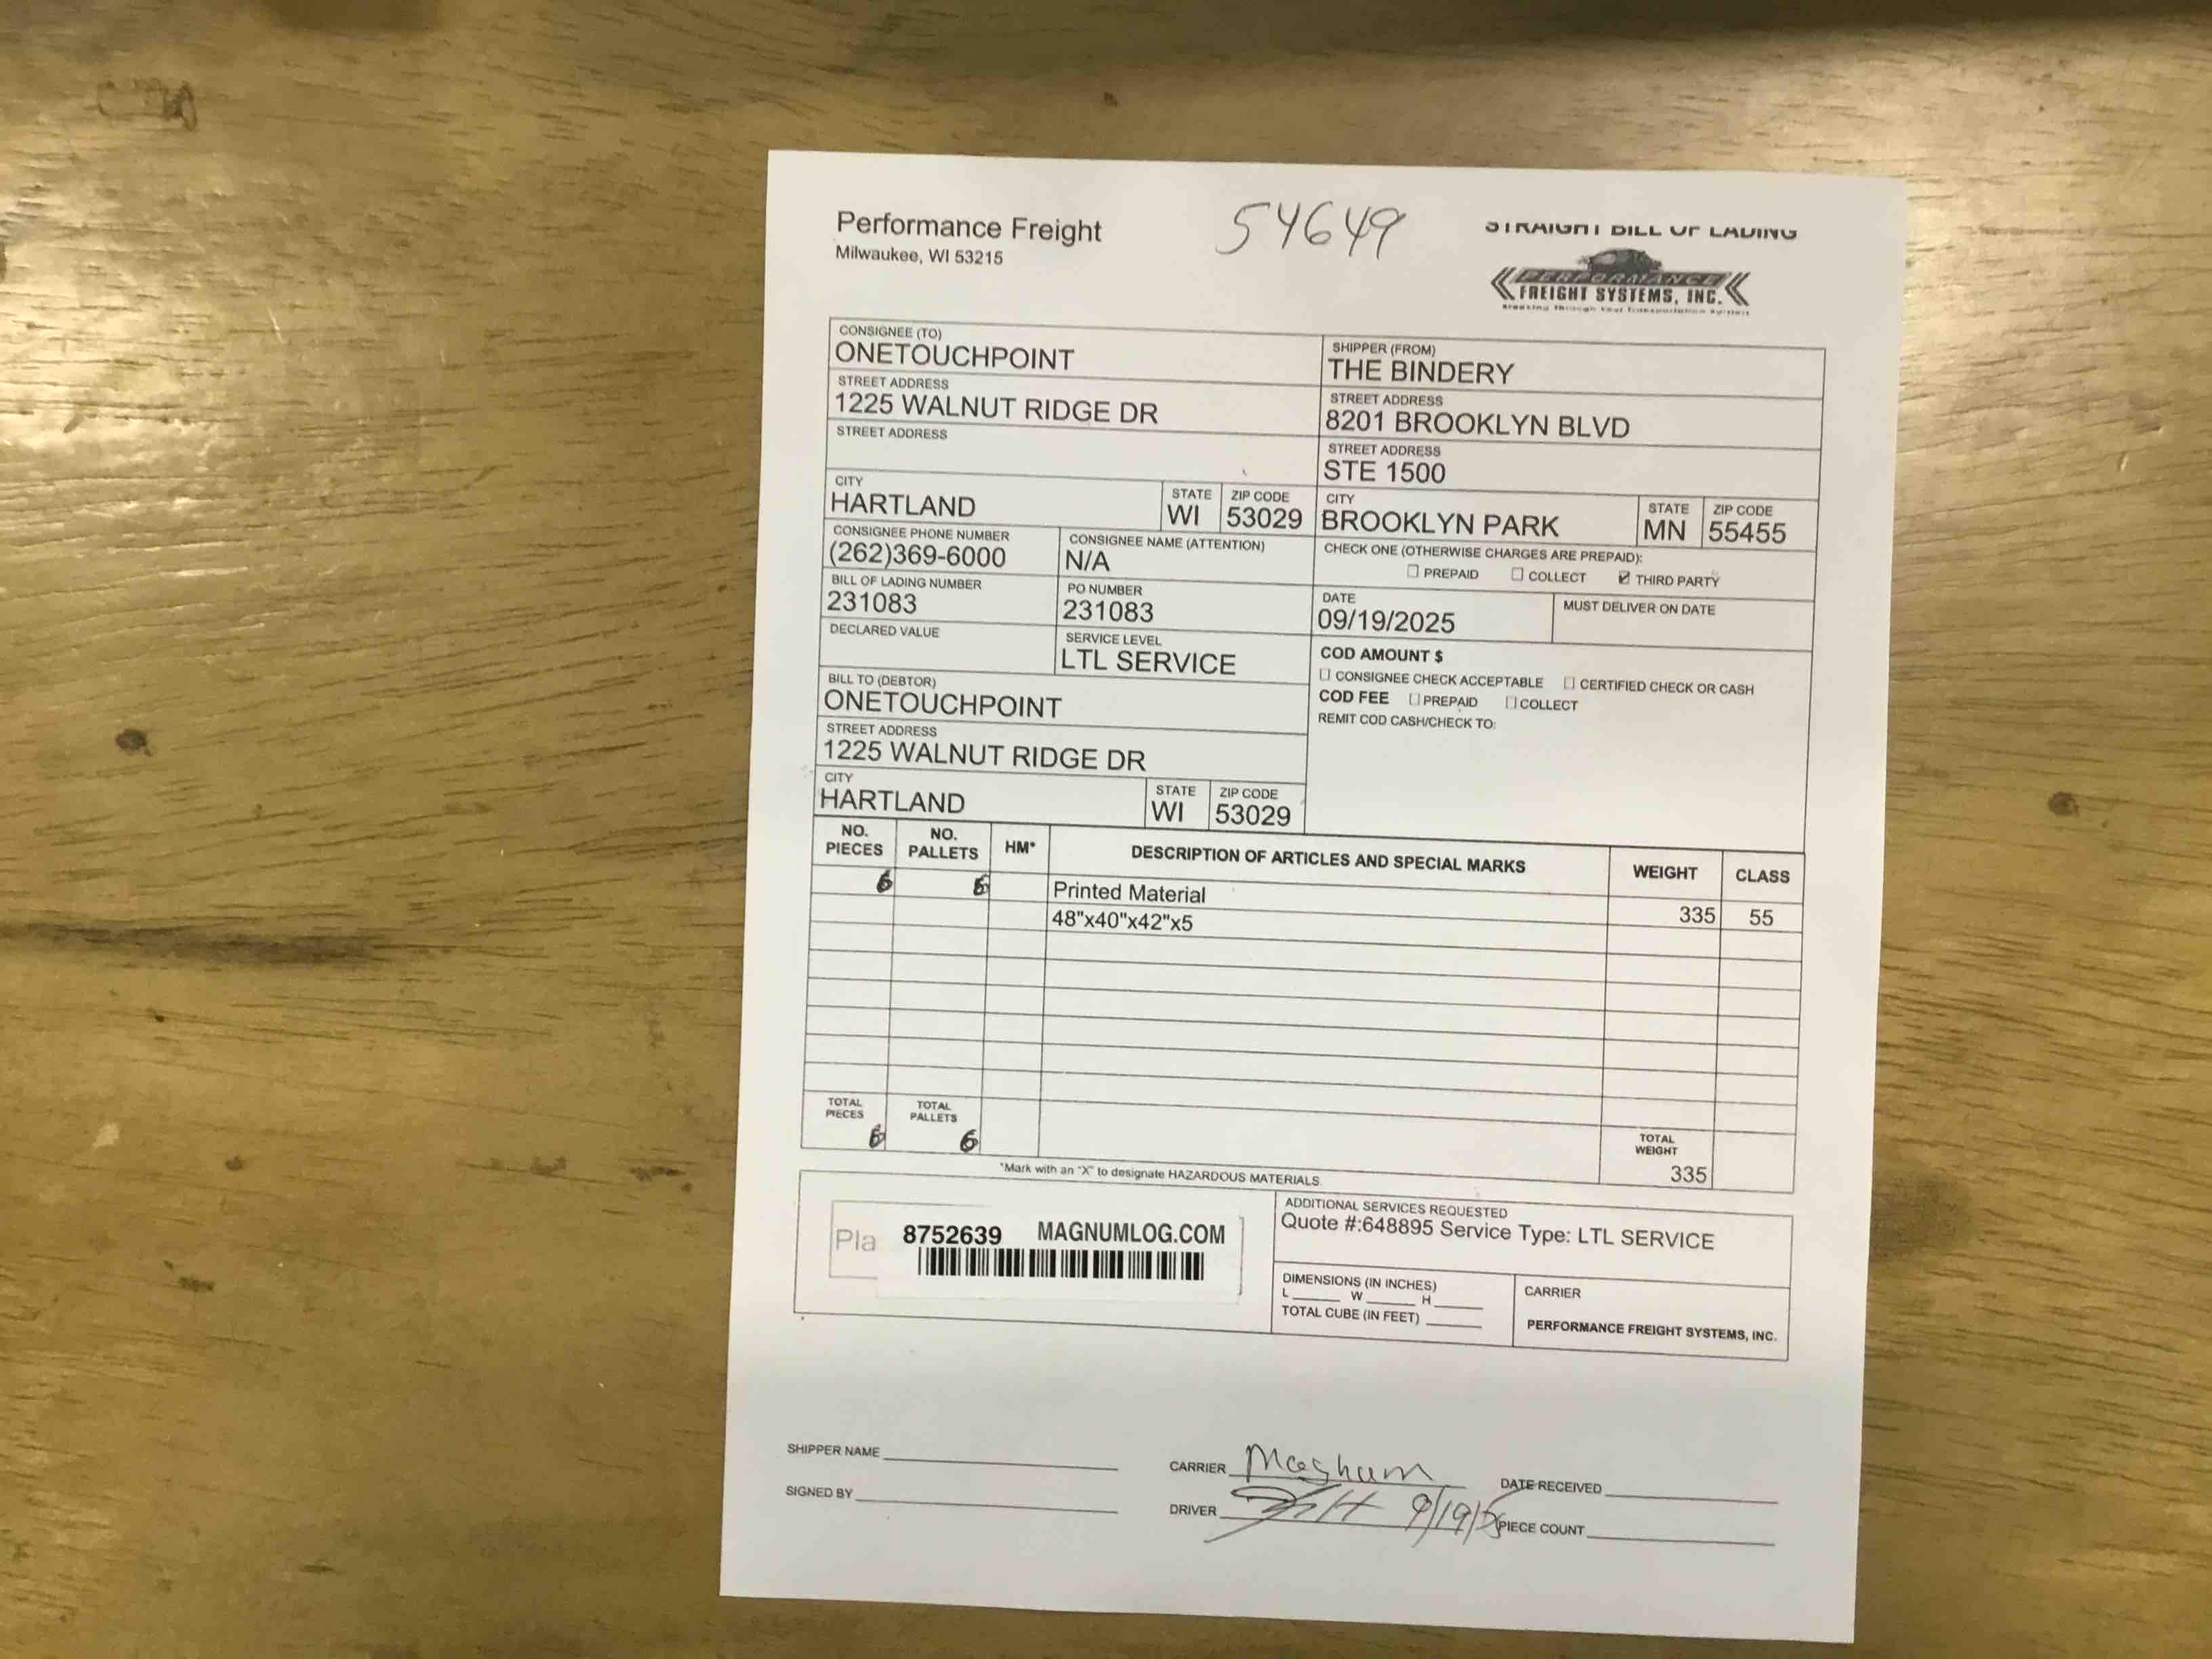 Performance Freight
Milwaukee, WI 53215
54649
STRAIGHT BILL OF LADING
PERFORMANCE
FREIGHT SYSTEMS, INC.
CONSIGNEE (TO)
ONETOUCHPOINT
STREET ADDRESS
1225 WALNUT RIDGE DR
STREET ADDRESS
CITY
HARTLAND
STATE
WI
ZIP CODE
53029
SHIPPER (FROM)
THE BINDERY
STREET ADDRESS
8201 BROOKLYN BLVD
STREET ADDRESS
STE 1500
CITY
BROOKLYN PARK
STATE
MN
ZIP CODE
55455
CONSIGNEE PHONE NUMBER
(262)369-6000
CONSIGNEE NAME (ATTENTION)
N/A
CHECK ONE (OTHERWISE CHARGES ARE PREPAID):
☐ PREPAID ☐ COLLECT ☑ THIRD PARTY
BILL OF LADING NUMBER
231083
PO NUMBER
231083
DATE
09/19/2025
MUST DELIVER ON DATE
DECLARED VALUE
SERVICE LEVEL
LTL SERVICE
COD AMOUNT $
☐ CONSIGNEE CHECK ACCEPTABLE ☐ CERTIFIED CHECK OR CASH
COD FEE ☐ PREPAID ☐ COLLECT
REMIT COD CASH/CHECK TO:
BILL TO (DEBTOR)
ONETOUCHPOINT
STREET ADDRESS
1225 WALNUT RIDGE DR
CITY
HARTLAND
STATE
WI
ZIP CODE
53029
NO. PIECES NO. PALLETS HM* DESCRIPTION OF ARTICLES AND SPECIAL MARKS WEIGHT CLASS
6 6 Printed Material 335 55
48"x40"x42"x5
TOTAL PIECES
6
TOTAL PALLETS
6
TOTAL WEIGHT
335
*Mark with an "X" to designate HAZARDOUS MATERIALS
Pla
8752639 MAGNUMLOG.COM
ADDITIONAL SERVICES REQUESTED
Quote #:648895 Service Type: LTL SERVICE
DIMENSIONS (IN INCHES)
L W H
TOTAL CUBE (IN FEET)
CARRIER
PERFORMANCE FREIGHT SYSTEMS, INC.
SHIPPER NAME
SIGNED BY
CARRIER Magnum
DRIVER 9/19/25
DATE RECEIVED
PIECE COUNT